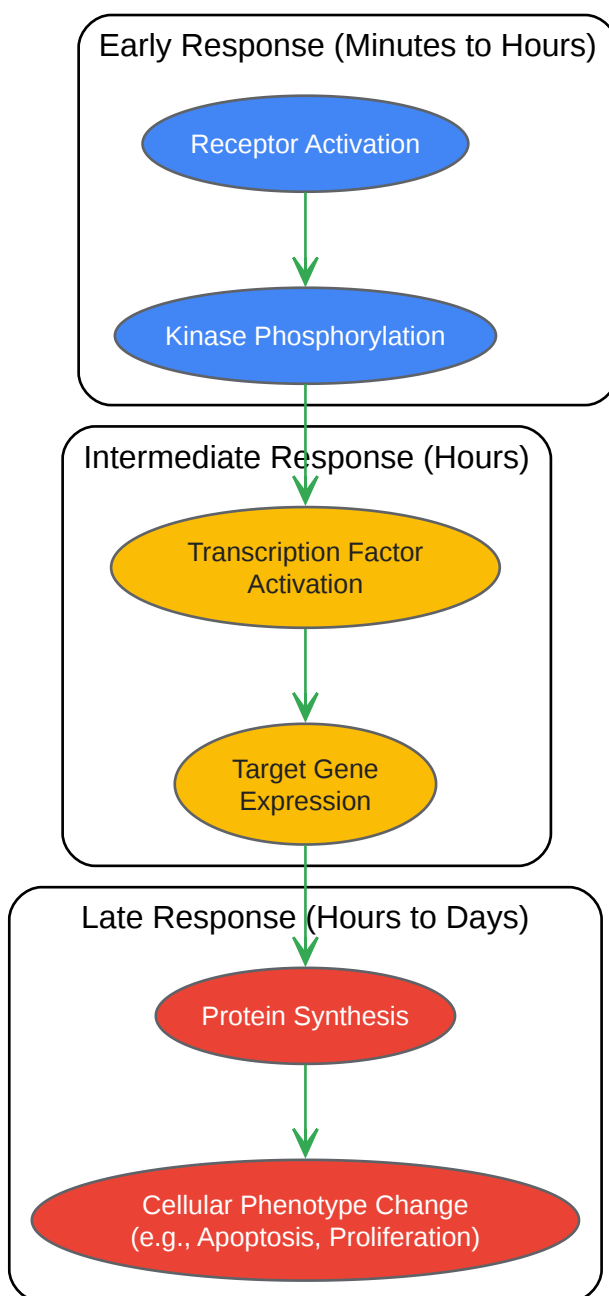 Early Response (Minutes to Hours)
Receptor Activation
Kinase Phosphorylation
Intermediate Response (Hours)
Transcription Factor
Activation
Target Gene
Expression
Late Response (Hours to Days)
Protein Synthesis
Cellular Phenotype Change
(e.g., Apoptosis, Proliferation)